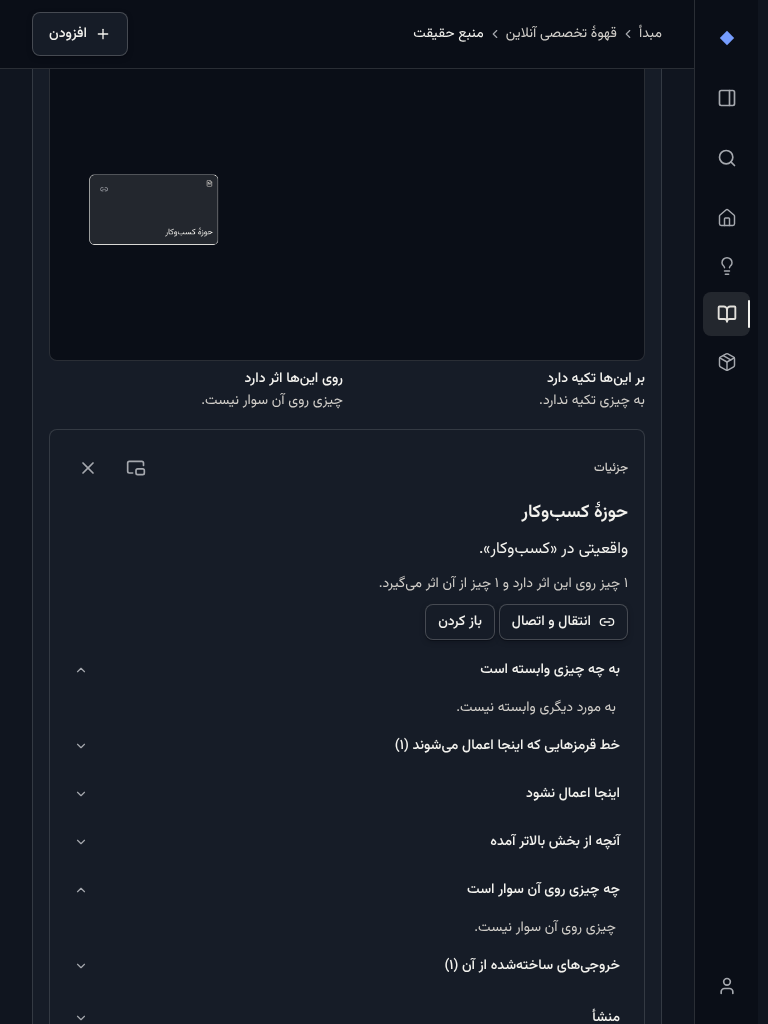 مبدأ › قهوهٔ تخصصی آنلاین › منبع حقیقت
افزودن
حوزهٔ کسب‌وکار
بر این‌ها تکیه دارد
به چیزی تکیه ندارد.
روی این‌ها اثر دارد
چیزی روی آن سوار نیست.
جزئیات
حوزهٔ کسب‌وکار
واقعیتی در «کسب‌وکار».
۱ چیز روی این اثر دارد و ۱ چیز از آن اثر می‌گیرد.
انتقال و اتصال
باز کردن
به چه چیزی وابسته است
به مورد دیگری وابسته نیست.
خط قرمزهایی که اینجا اعمال می‌شوند (۱)
اینجا اعمال نشود
آنچه از بخش بالاتر آمده
چه چیزی روی آن سوار است
چیزی روی آن سوار نیست.
خروجی‌های ساخته‌شده از آن (۱)
منشأ